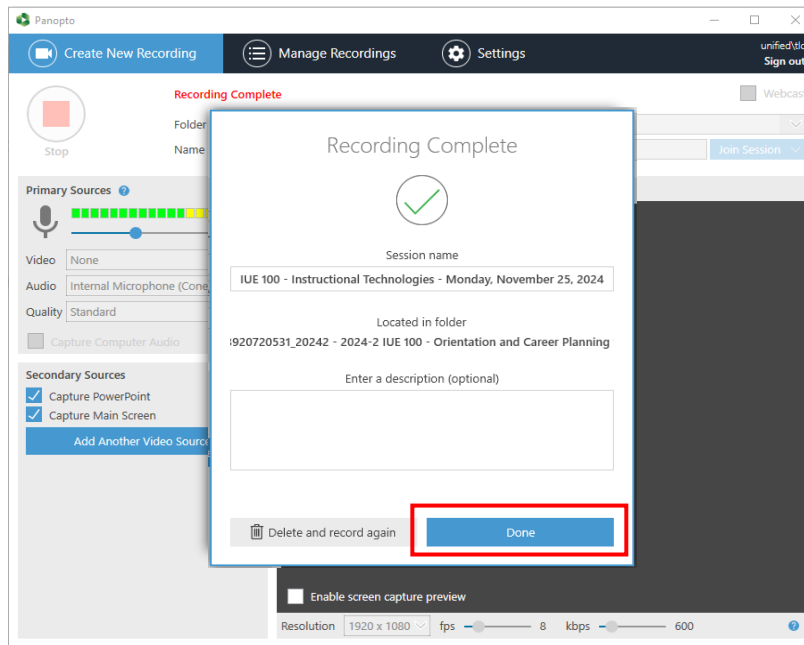 Panopto
Create New Recording
Manage Recordings
Settings
unified\tlc
Sign out
Recording Complete
Webcast
Stop
Folder
Name
Join Session
Primary Sources
Video None
Audio Internal Microphone (Cone
Quality Standard
Capture Computer Audio
Secondary Sources
Capture PowerPoint
Capture Main Screen
Add Another Video Source
Recording Complete
Session name
IUE 100 - Instructional Technologies - Monday, November 25, 2024
Located in folder
3920720531_20242 - 2024-2 IUE 100 - Orientation and Career Planning
Enter a description (optional)
Delete and record again
Done
Enable screen capture preview
Resolution 1920 x 1080 fps 8 kbps 600